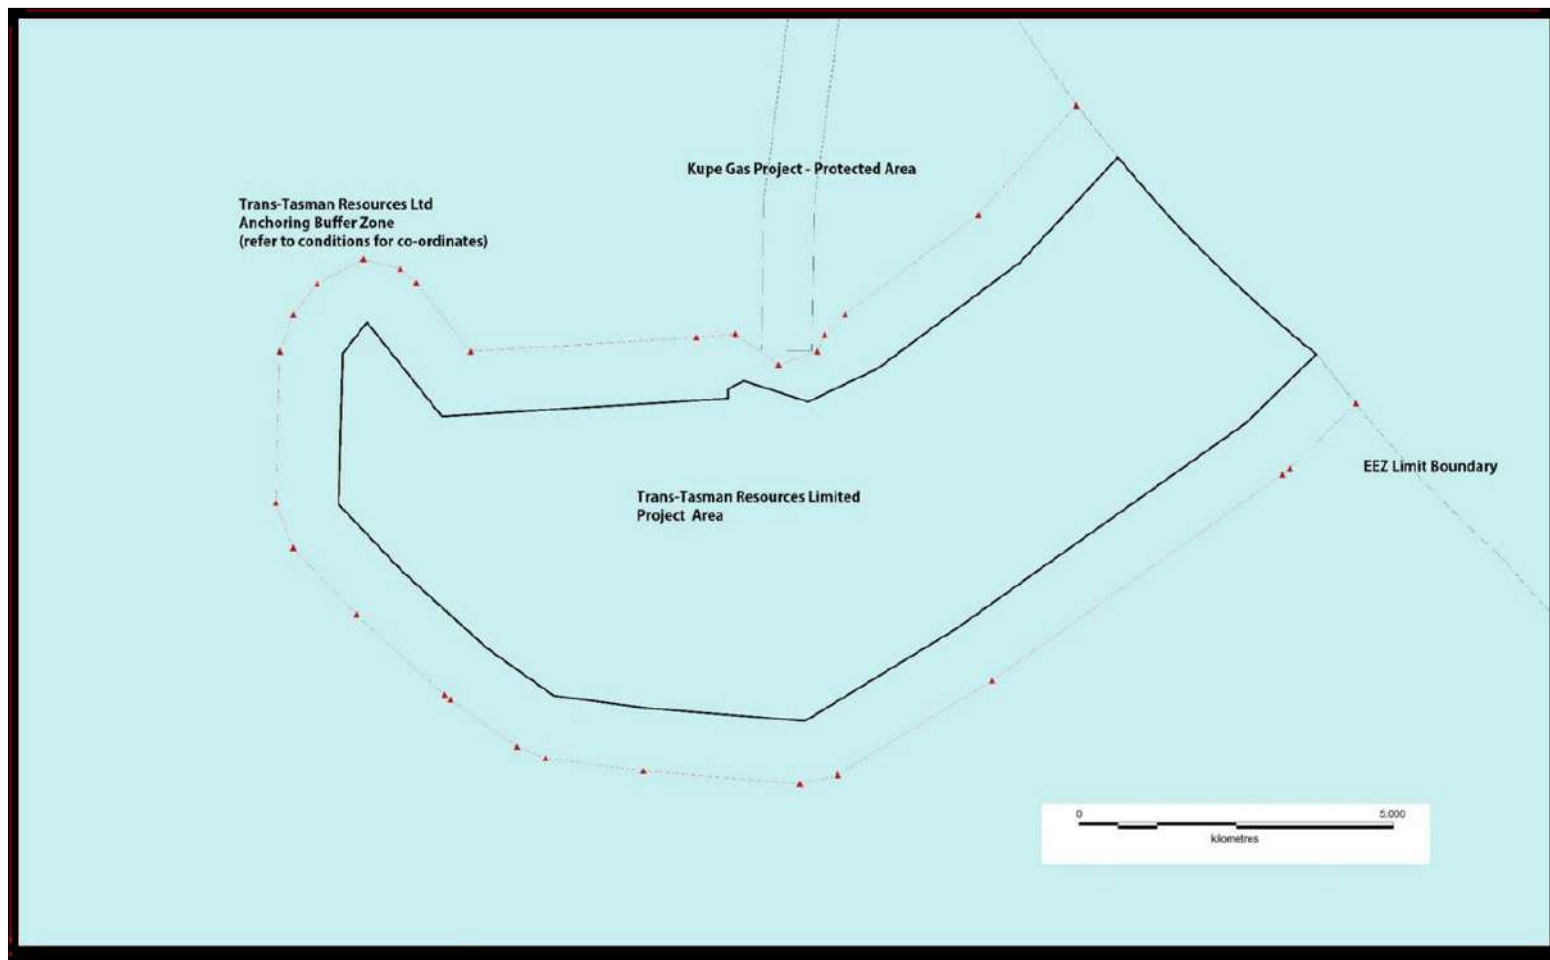 Kupe Gas Project - Protected Area
Trans-Tasman Resources Ltd
Anchoring Buffer Zone
(refer to conditions for co-ordinates)
EEZ Limit Boundary
Trans-Tasman Resources Limited
Project Area
0 5.000
kilometres